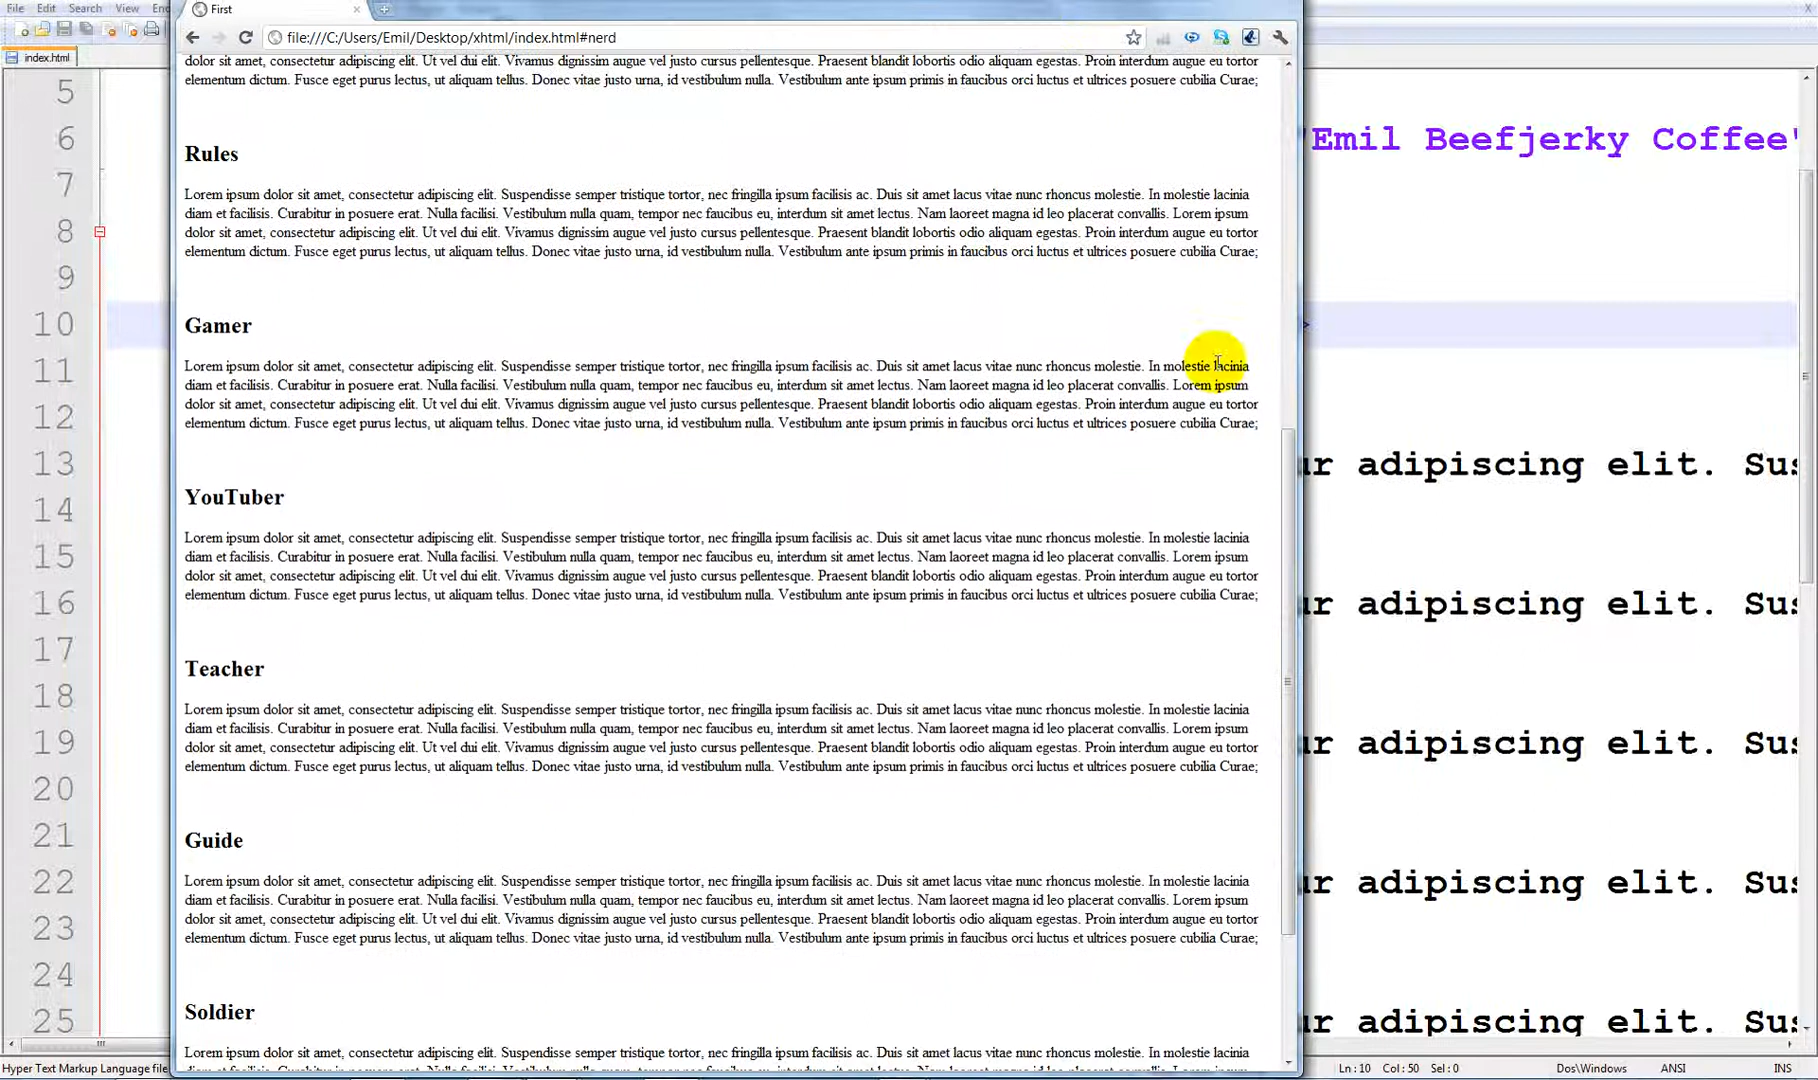 File Edit Search View En
First
index.html
file:///C:/Users/Emil/Desktop/xhtml/index.html#nerd
dolor sit amet, consectetur adipiscing elit. Ut vel dui elit. Vivamus dignissim augue vel justo cursus pellentesque. Praesent blandit lobortis odio aliquam egestas. Proin interdum augue eu tortor
elementum dictum. Fusce eget purus lectus, ut aliquam tellus. Donec vitae justo urna, id vestibulum nulla. Vestibulum ante ipsum primis in faucibus orci luctus et ultrices posuere cubilia Curae;
Rules
Lorem ipsum dolor sit amet, consectetur adipiscing elit. Suspendisse semper tristique tortor, nec fringilla ipsum facilisis ac. Duis sit amet lacus vitae nunc rhoncus molestie. In molestie lacinia
diam et facilisis. Curabitur in posuere erat. Nulla facilisi. Vestibulum nulla quam, tempor nec faucibus eu, interdum sit amet lectus. Nam laoreet magna id leo placerat convallis. Lorem ipsum
dolor sit amet, consectetur adipiscing elit. Ut vel dui elit. Vivamus dignissim augue vel justo cursus pellentesque. Praesent blandit lobortis odio aliquam egestas. Proin interdum augue eu tortor
elementum dictum. Fusce eget purus lectus, ut aliquam tellus. Donec vitae justo urna, id vestibulum nulla. Vestibulum ante ipsum primis in faucibus orci luctus et ultrices posuere cubilia Curae;
Gamer
Lorem ipsum dolor sit amet, consectetur adipiscing elit. Suspendisse semper tristique tortor, nec fringilla ipsum facilisis ac. Duis sit amet lacus vitae nunc rhoncus molestie. In molestie lacinia
diam et facilisis. Curabitur in posuere erat. Nulla facilisi. Vestibulum nulla quam, tempor nec faucibus eu, interdum sit amet lectus. Nam laoreet magna id leo placerat convallis. Lorem ipsum
dolor sit amet, consectetur adipiscing elit. Ut vel dui elit. Vivamus dignissim augue vel justo cursus pellentesque. Praesent blandit lobortis odio aliquam egestas. Proin interdum augue eu tortor
elementum dictum. Fusce eget purus lectus, ut aliquam tellus. Donec vitae justo urna, id vestibulum nulla. Vestibulum ante ipsum primis in faucibus orci luctus et ultrices posuere cubilia Curae;
YouTuber
Lorem ipsum dolor sit amet, consectetur adipiscing elit. Suspendisse semper tristique tortor, nec fringilla ipsum facilisis ac. Duis sit amet lacus vitae nunc rhoncus molestie. In molestie lacinia
diam et facilisis. Curabitur in posuere erat. Nulla facilisi. Vestibulum nulla quam, tempor nec faucibus eu, interdum sit amet lectus. Nam laoreet magna id leo placerat convallis. Lorem ipsum
dolor sit amet, consectetur adipiscing elit. Ut vel dui elit. Vivamus dignissim augue vel justo cursus pellentesque. Praesent blandit lobortis odio aliquam egestas. Proin interdum augue eu tortor
elementum dictum. Fusce eget purus lectus, ut aliquam tellus. Donec vitae justo urna, id vestibulum nulla. Vestibulum ante ipsum primis in faucibus orci luctus et ultrices posuere cubilia Curae;
Teacher
Lorem ipsum dolor sit amet, consectetur adipiscing elit. Suspendisse semper tristique tortor, nec fringilla ipsum facilisis ac. Duis sit amet lacus vitae nunc rhoncus molestie. In molestie lacinia
diam et facilisis. Curabitur in posuere erat. Nulla facilisi. Vestibulum nulla quam, tempor nec faucibus eu, interdum sit amet lectus. Nam laoreet magna id leo placerat convallis. Lorem ipsum
dolor sit amet, consectetur adipiscing elit. Ut vel dui elit. Vivamus dignissim augue vel justo cursus pellentesque. Praesent blandit lobortis odio aliquam egestas. Proin interdum augue eu tortor
elementum dictum. Fusce eget purus lectus, ut aliquam tellus. Donec vitae justo urna, id vestibulum nulla. Vestibulum ante ipsum primis in faucibus orci luctus et ultrices posuere cubilia Curae;
Guide
Lorem ipsum dolor sit amet, consectetur adipiscing elit. Suspendisse semper tristique tortor, nec fringilla ipsum facilisis ac. Duis sit amet lacus vitae nunc rhoncus molestie. In molestie lacinia
diam et facilisis. Curabitur in posuere erat. Nulla facilisi. Vestibulum nulla quam, tempor nec faucibus eu, interdum sit amet lectus. Nam laoreet magna id leo placerat convallis. Lorem ipsum
dolor sit amet, consectetur adipiscing elit. Ut vel dui elit. Vivamus dignissim augue vel justo cursus pellentesque. Praesent blandit lobortis odio aliquam egestas. Proin interdum augue eu tortor
elementum dictum. Fusce eget purus lectus, ut aliquam tellus. Donec vitae justo urna, id vestibulum nulla. Vestibulum ante ipsum primis in faucibus orci luctus et ultrices posuere cubilia Curae;
Soldier
Lorem ipsum dolor sit amet, consectetur adipiscing elit. Suspendisse semper tristique tortor, nec fringilla ipsum facilisis ac. Duis sit amet lacus vitae nunc rhoncus molestie. In molestie lacinia
5
6 "Emil Beefjerky Coffee"
7
8
9
10 >
11
12
13 ur adipiscing elit. Sus
14
15
16 ur adipiscing elit. Sus
17
18
19 ur adipiscing elit. Sus
20
21
22 ur adipiscing elit. Sus
23
24
25 ur adipiscing elit. Sus
Hyper Text Markup Language file Ln : 10 Col : 50 Sel : 0 Dos\Windows ANSI INS